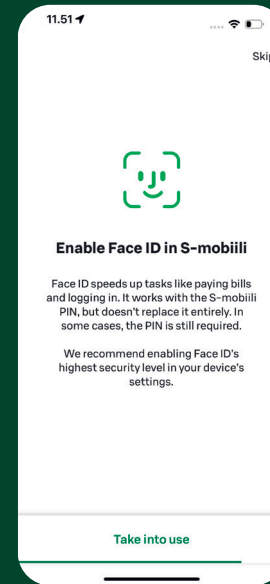 11.51
Skip
Enable Face ID in S-mobiili
Face ID speeds up tasks like paying bills
and logging in. It works with the S-mobiili
PIN, but doesn't replace it entirely. In
some cases, the PIN is still required.
We recommend enabling Face ID's
highest security level in your device's
settings.
Take into use